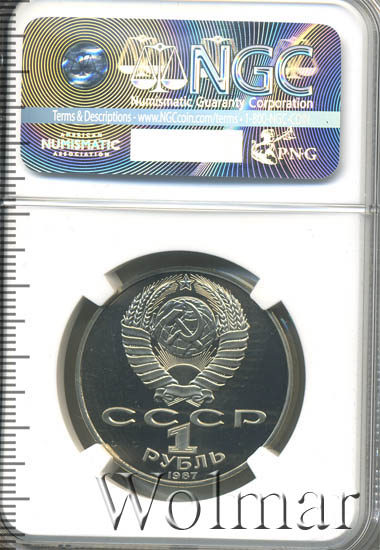 NGC
Numismatic Guaranty Corporation
Terms & Descriptions - www.NGCcoin.com/terms • 1-800-NGC-COIN
AMERICAN
NUMISMATIC
ASSOCIATION
PNG
СССР
1
РУБЛЬ
1987
Wolmar